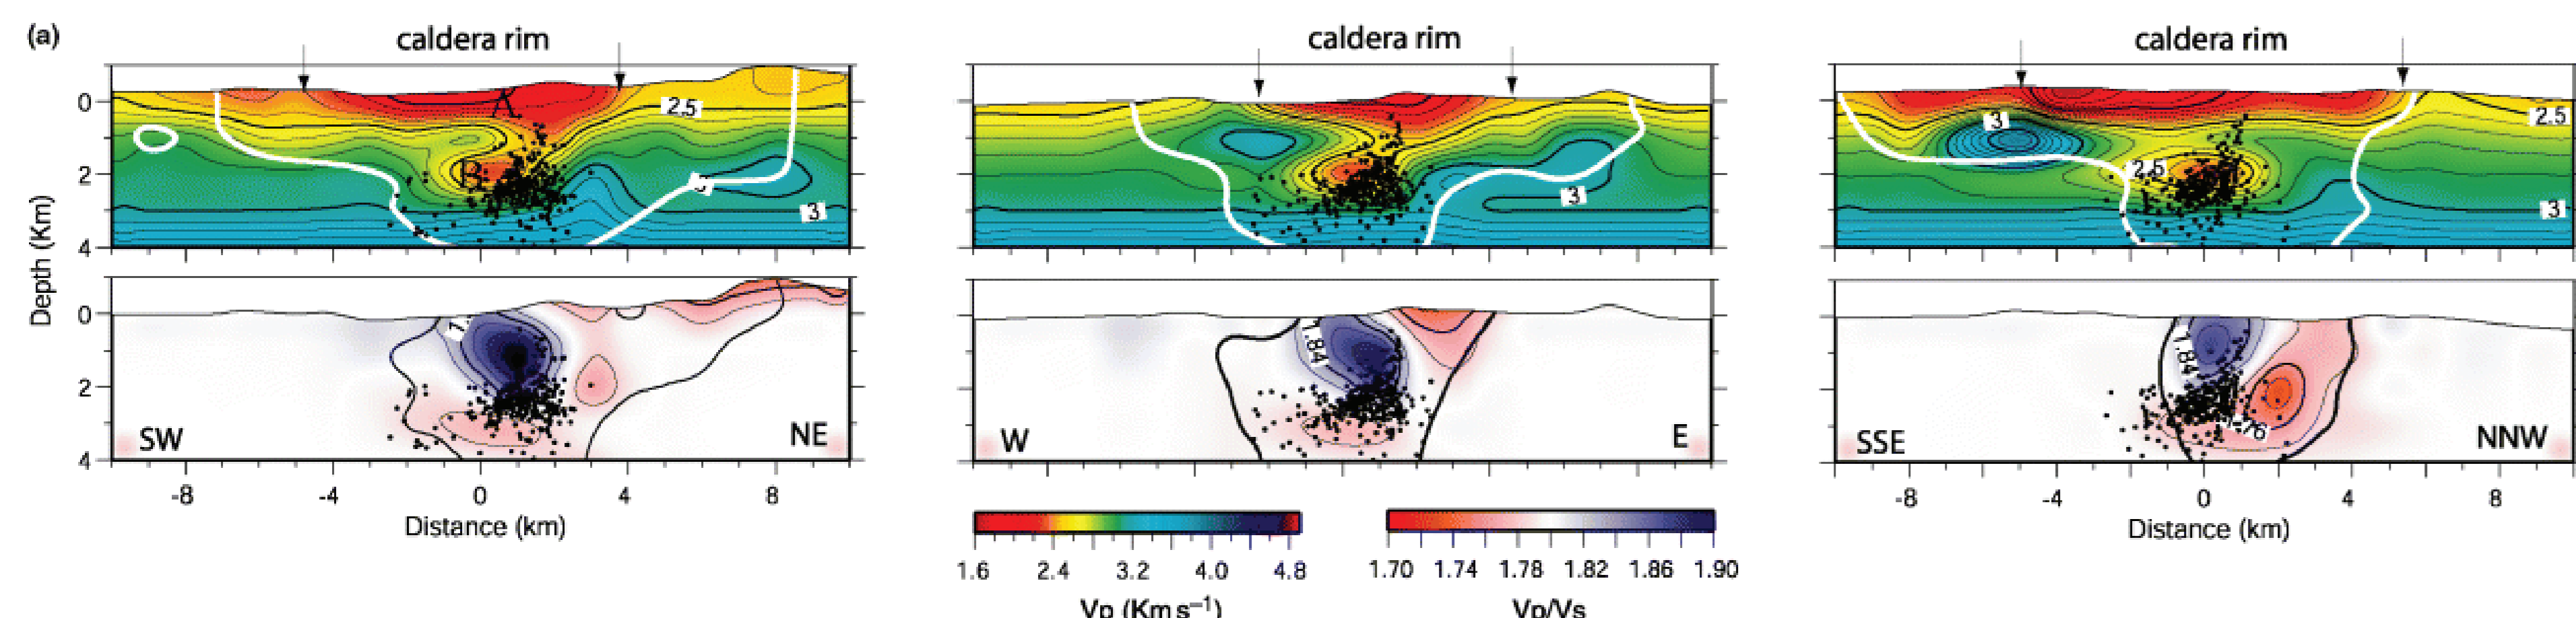 (a)
caldera rim
caldera rim
caldera rim
A
B
2.5
3
0
2
4
Depth (Km)
3
3
2.5
2.5
3
1.84
1.84
1.76
0
2
4
SW
NE
W
E
SSE
NNW
-8 -4 0 4 8
Distance (km)
-8 -4 0 4 8
Distance (km)
1.6 2.4 3.2 4.0 4.8
Vp (Km s⁻¹)
1.70 1.74 1.78 1.82 1.86 1.90
Vp/Vs